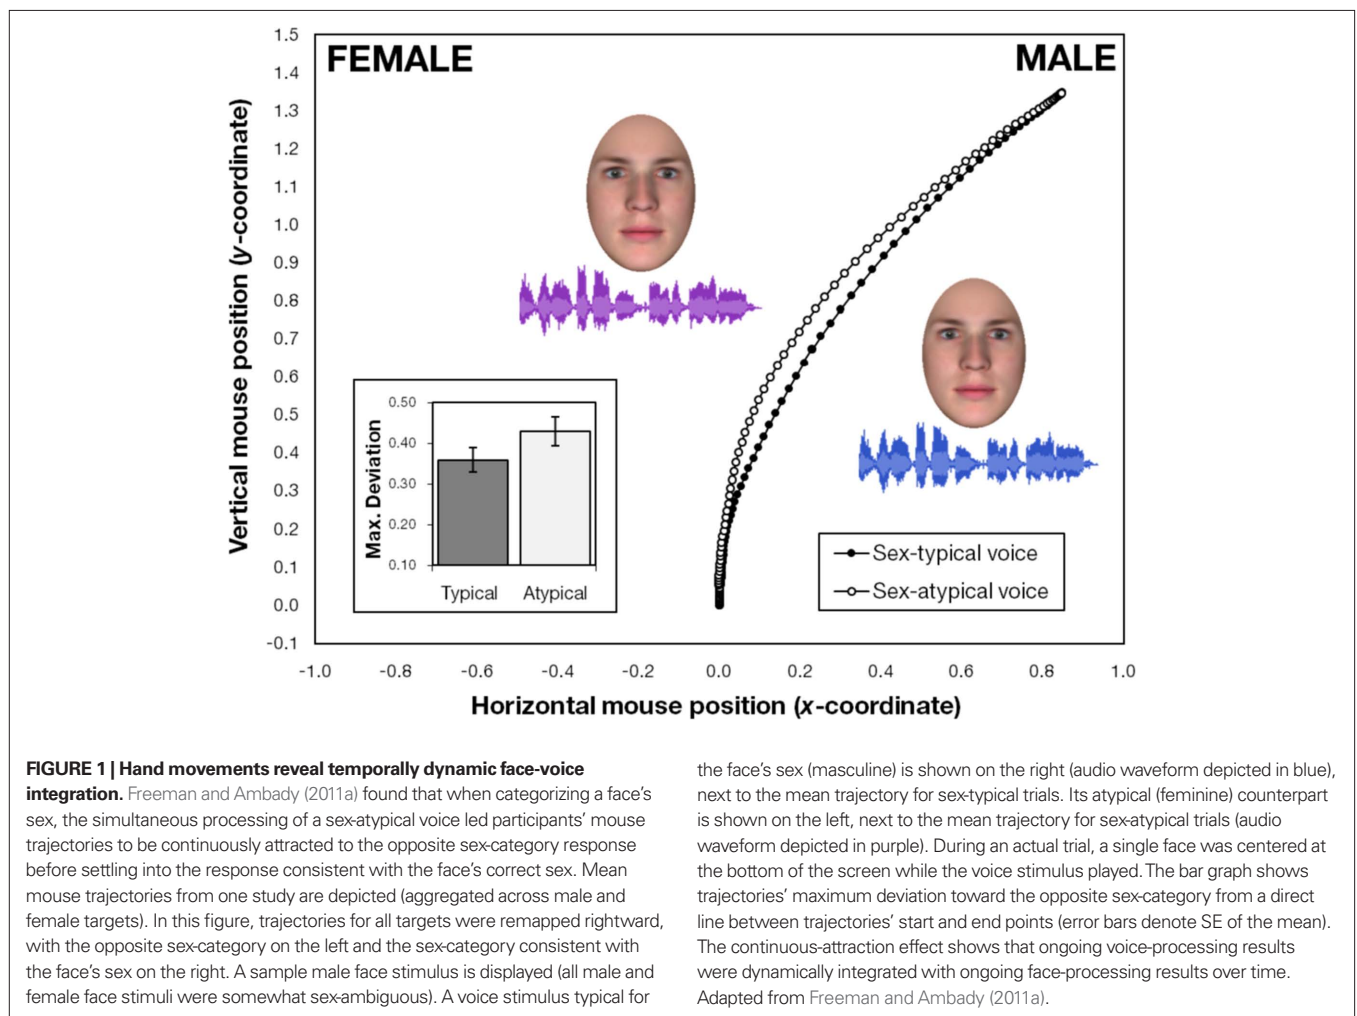 FEMALE
MALE
1.5
1.4
1.3
1.2
1.1
1.0
0.9
0.8
0.7
0.6
0.5
0.4
0.3
0.2
0.1
0.0
-0.1
Vertical mouse position (y-coordinate)
0.50
0.40
0.30
0.20
0.10
Max. Deviation
Typical
Atypical
Sex-typical voice
Sex-atypical voice
-1.0 -0.8 -0.6 -0.4 -0.2 0.0 0.2 0.4 0.6 0.8 1.0
Horizontal mouse position (x-coordinate)
FIGURE 1 | Hand movements reveal temporally dynamic face-voice
integration. Freeman and Ambady (2011a) found that when categorizing a face's
sex, the simultaneous processing of a sex-atypical voice led participants' mouse
trajectories to be continuously attracted to the opposite sex-category response
before settling into the response consistent with the face's correct sex. Mean
mouse trajectories from one study are depicted (aggregated across male and
female targets). In this figure, trajectories for all targets were remapped rightward,
with the opposite sex-category on the left and the sex-category consistent with
the face's sex on the right. A sample male face stimulus is displayed (all male and
female face stimuli were somewhat sex-ambiguous). A voice stimulus typical for
the face's sex (masculine) is shown on the right (audio waveform depicted in blue),
next to the mean trajectory for sex-typical trials. Its atypical (feminine) counterpart
is shown on the left, next to the mean trajectory for sex-atypical trials (audio
waveform depicted in purple). During an actual trial, a single face was centered at
the bottom of the screen while the voice stimulus played. The bar graph shows
trajectories' maximum deviation toward the opposite sex-category from a direct
line between trajectories' start and end points (error bars denote SE of the mean).
The continuous-attraction effect shows that ongoing voice-processing results
were dynamically integrated with ongoing face-processing results over time.
Adapted from Freeman and Ambady (2011a).